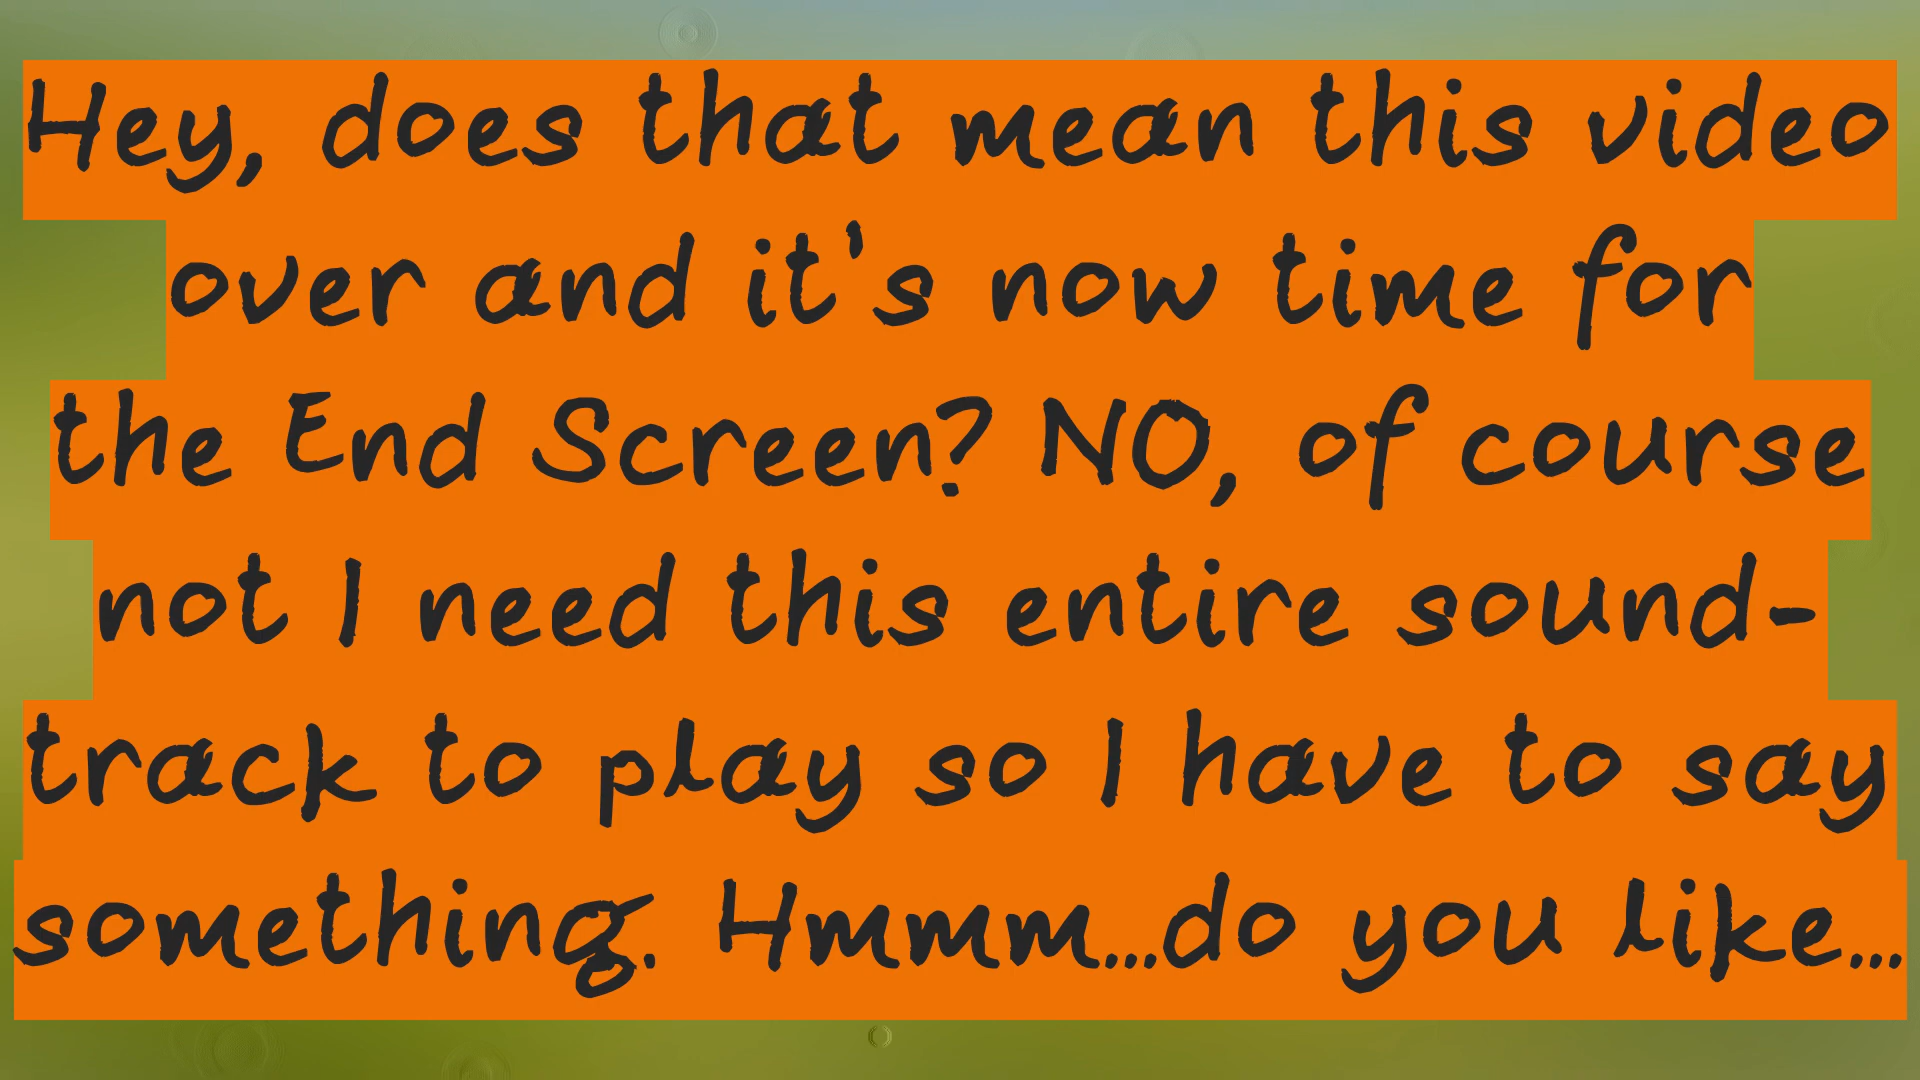 Hey, does that mean this video
over and it's now time for
the End Screen? NO, of course
not I need this entire sound-
track to play so I have to say
something. Hmmm...do you like...